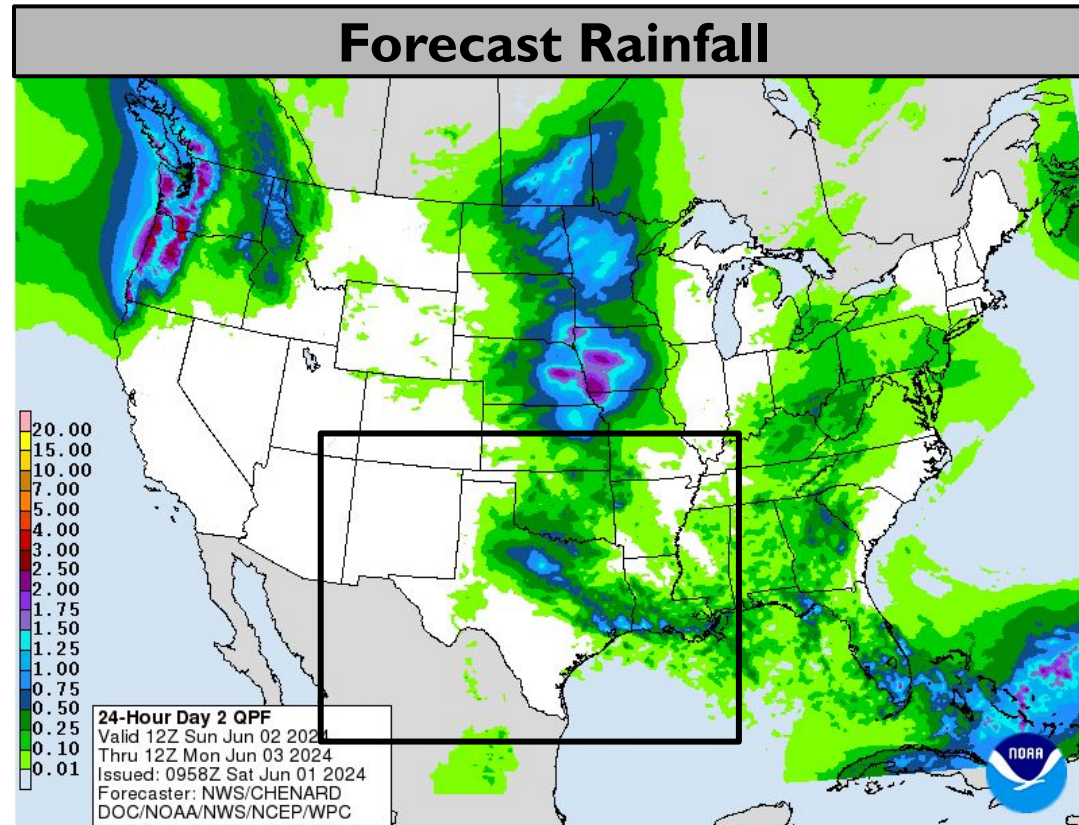 Forecast Rainfall
20.00
15.00
10.00
7.00
5.00
4.00
3.00
2.50
2.00
1.75
1.50
1.25
1.00
0.75
0.50
0.25
0.10
0.01
24-Hour Day 2 QPF
Valid 12Z Sun Jun 02 2024
Thru 12Z Mon Jun 03 2024
Issued: 0958Z Sat Jun 01 2024
Forecaster: NWS/CHENARD
DOC/NOAA/NWS/NCEP/WPC
NOAA